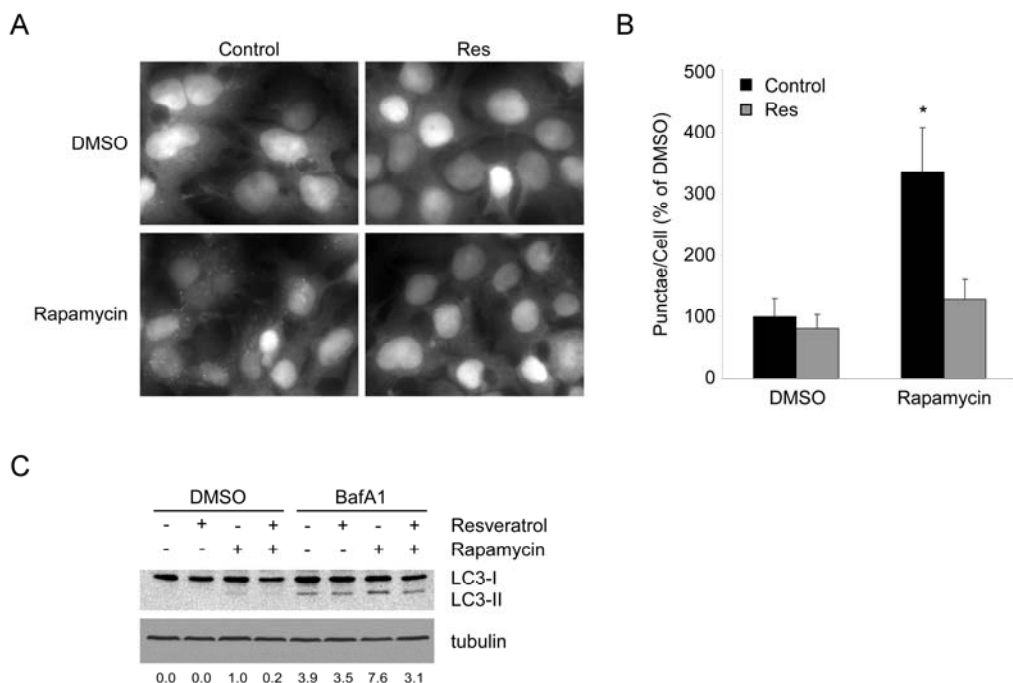 A
Control Res
DMSO
Rapamycin
B
Punctae/Cell (% of DMSO)
500
400
300
200
100
0
Control
Res
*
DMSO Rapamycin
C
DMSO BafA1
- + - + - + - + Resveratrol
- - + + - - + + Rapamycin
LC3-I
LC3-II
tubulin
0.0 0.0 1.0 0.2 3.9 3.5 7.6 3.1